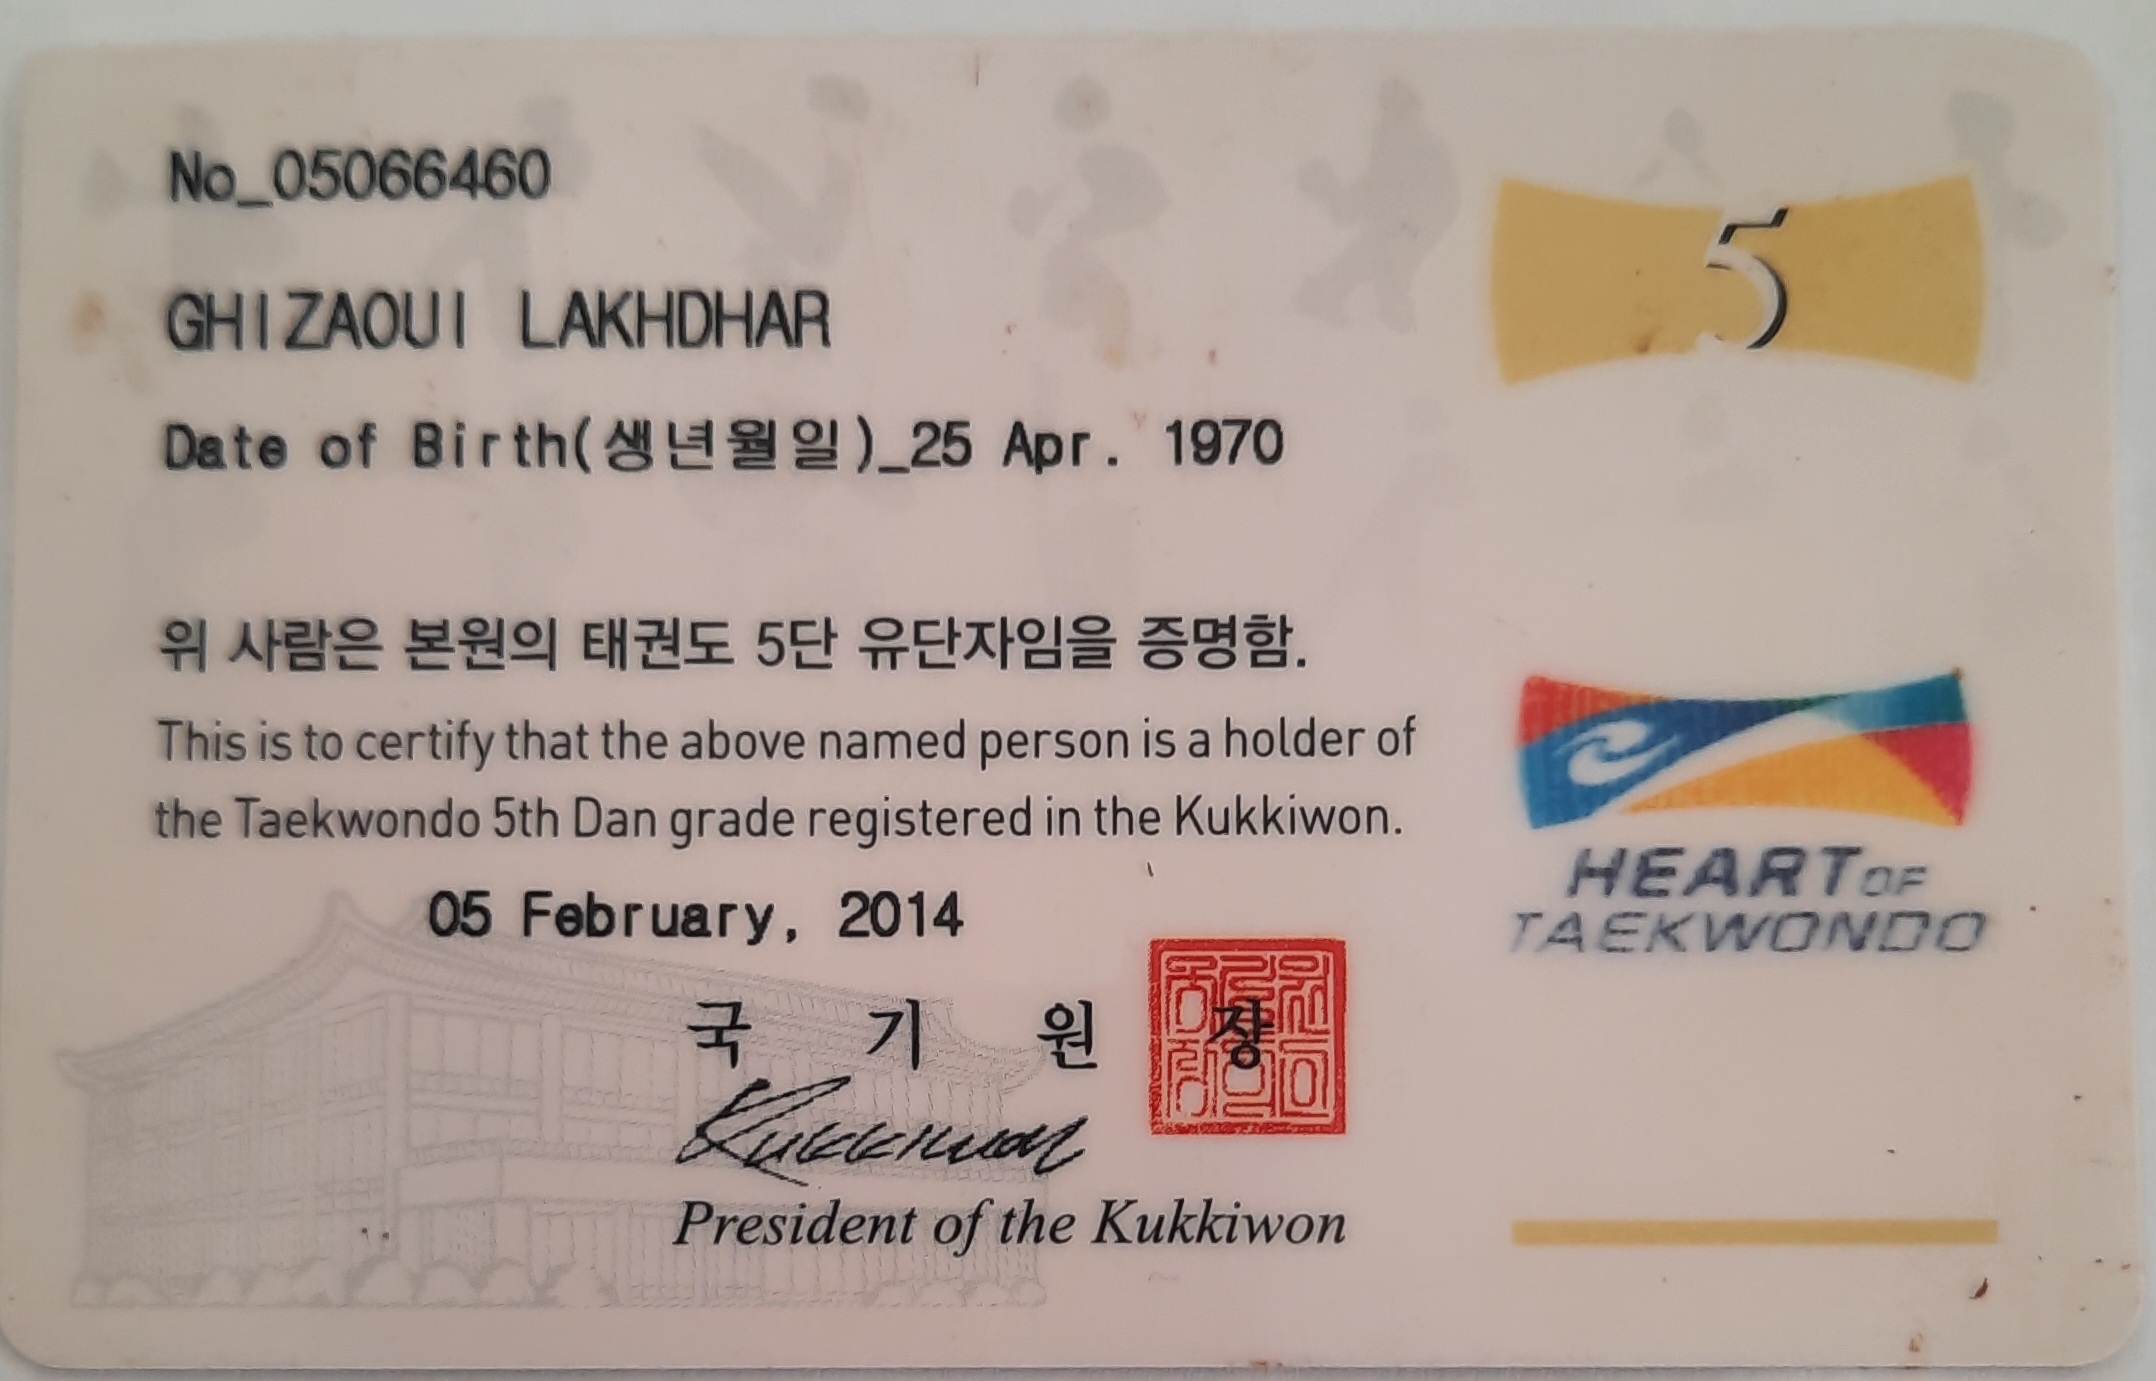 No_05066460
5
GHIZAOUI LAKHDHAR
Date of Birth(생년월일)_25 Apr. 1970
위 사람은 본원의 태권도 5단 유단자임을 증명함.
This is to certify that the above named person is a holder of
the Taekwondo 5th Dan grade registered in the Kukkiwon.
HEART OF
TAEKWONDO
05 February, 2014
국 기 원 장
Kukkiwon
President of the Kukkiwon